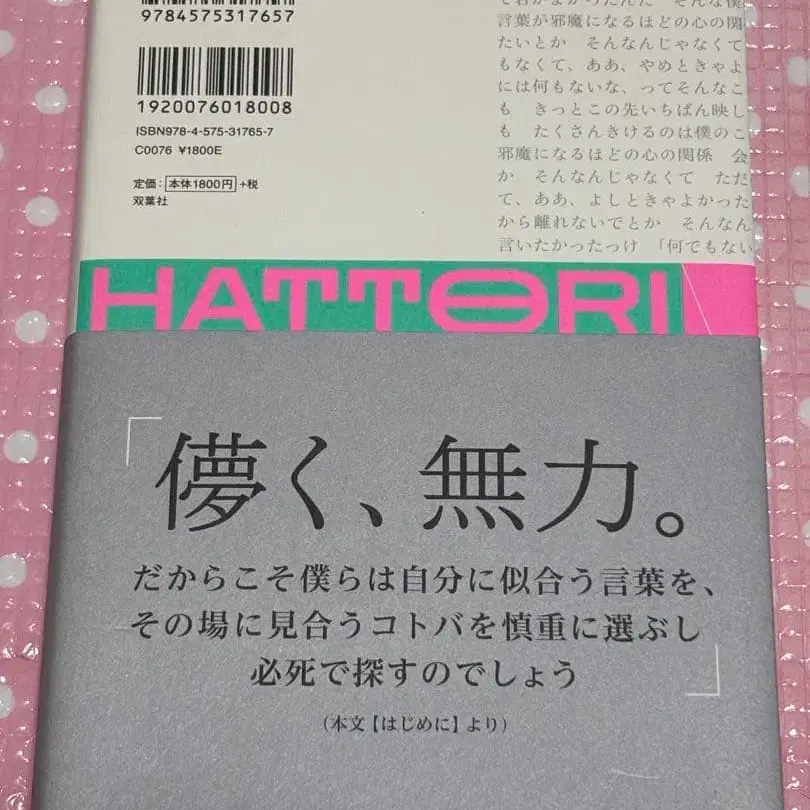 9784575317657
1920076018008
ISBN978-4-575-31765-7
C0076 ¥1800E
定価：本体1800円+税
双葉社
言葉が邪魔になるほどの心の関
たいとか　そんなんじゃなくて
もなくて、ああ、やめときゃよ
には何もないな、ってそんなこ
も　きっとこの先いちばん映し
も　たくさんきけるのは僕のこ
邪魔になるほどの心の関係　会
か　そんなんじゃなくて　ただ
て、ああ、よしときゃよかった
から離れないでとか　そんなん
言いたかったっけ　「何でもない
HATTORI
「儚く、無力。
だからこそ僕らは自分に似合う言葉を、
その場に見合うコトバを慎重に選ぶし
必死で探すのでしょう」
（本文【はじめに】より）